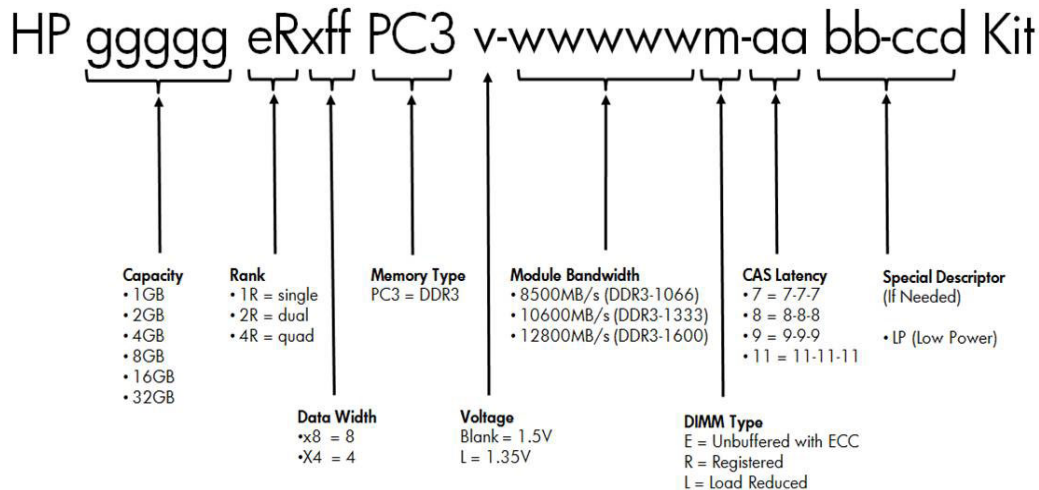 HP ggggg eRxff PC3 v-wwwwwm-aa bb-ccd Kit
Capacity
• 1GB
• 2GB
• 4GB
• 8GB
• 16GB
• 32GB
Rank
• 1R = single
• 2R = dual
• 4R = quad
Memory Type
PC3 = DDR3
Module Bandwidth
• 8500MB/s (DDR3-1066)
• 10600MB/s (DDR3-1333)
• 12800MB/s (DDR3-1600)
CAS Latency
• 7 = 7-7-7
• 8 = 8-8-8
• 9 = 9-9-9
• 11 = 11-11-11
Special Descriptor
(If Needed)
• LP (Low Power)
Data Width
•x8 = 8
•X4 = 4
Voltage
Blank = 1.5V
L = 1.35V
DIMM Type
E = Unbuffered with ECC
R = Registered
L = Load Reduced